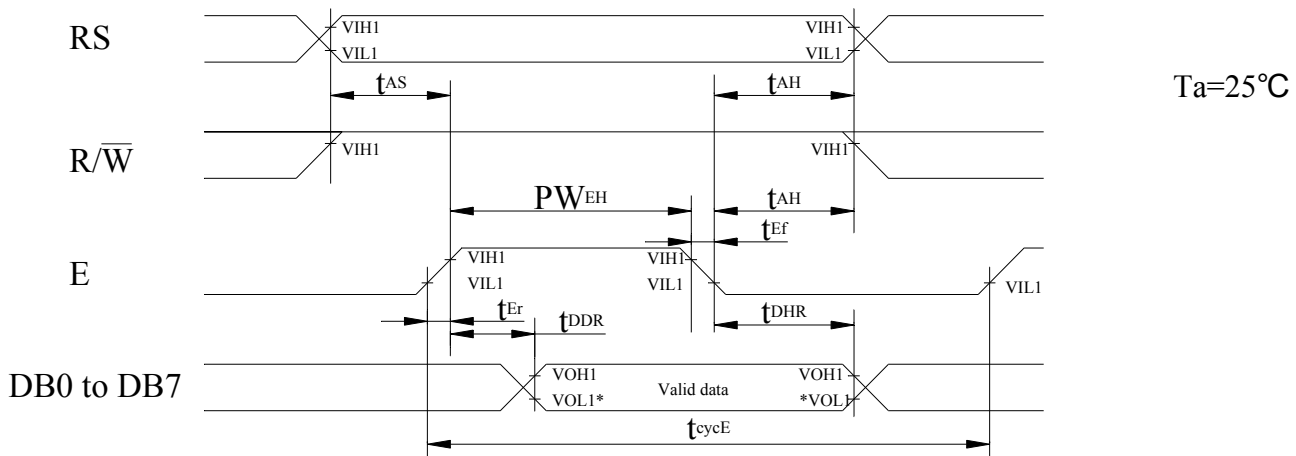 RS VIH1 VIH1
VIL1 VIL1
tAS tAH Ta=25℃
R/W̅ VIH1 VIH1
PWEH tAH
tEf
E VIH1 VIH1
VIL1 VIL1 VIL1
tEr tDDR tDHR
DB0 to DB7 VOH1 Valid data VOH1
VOL1* *VOL1
tcycE